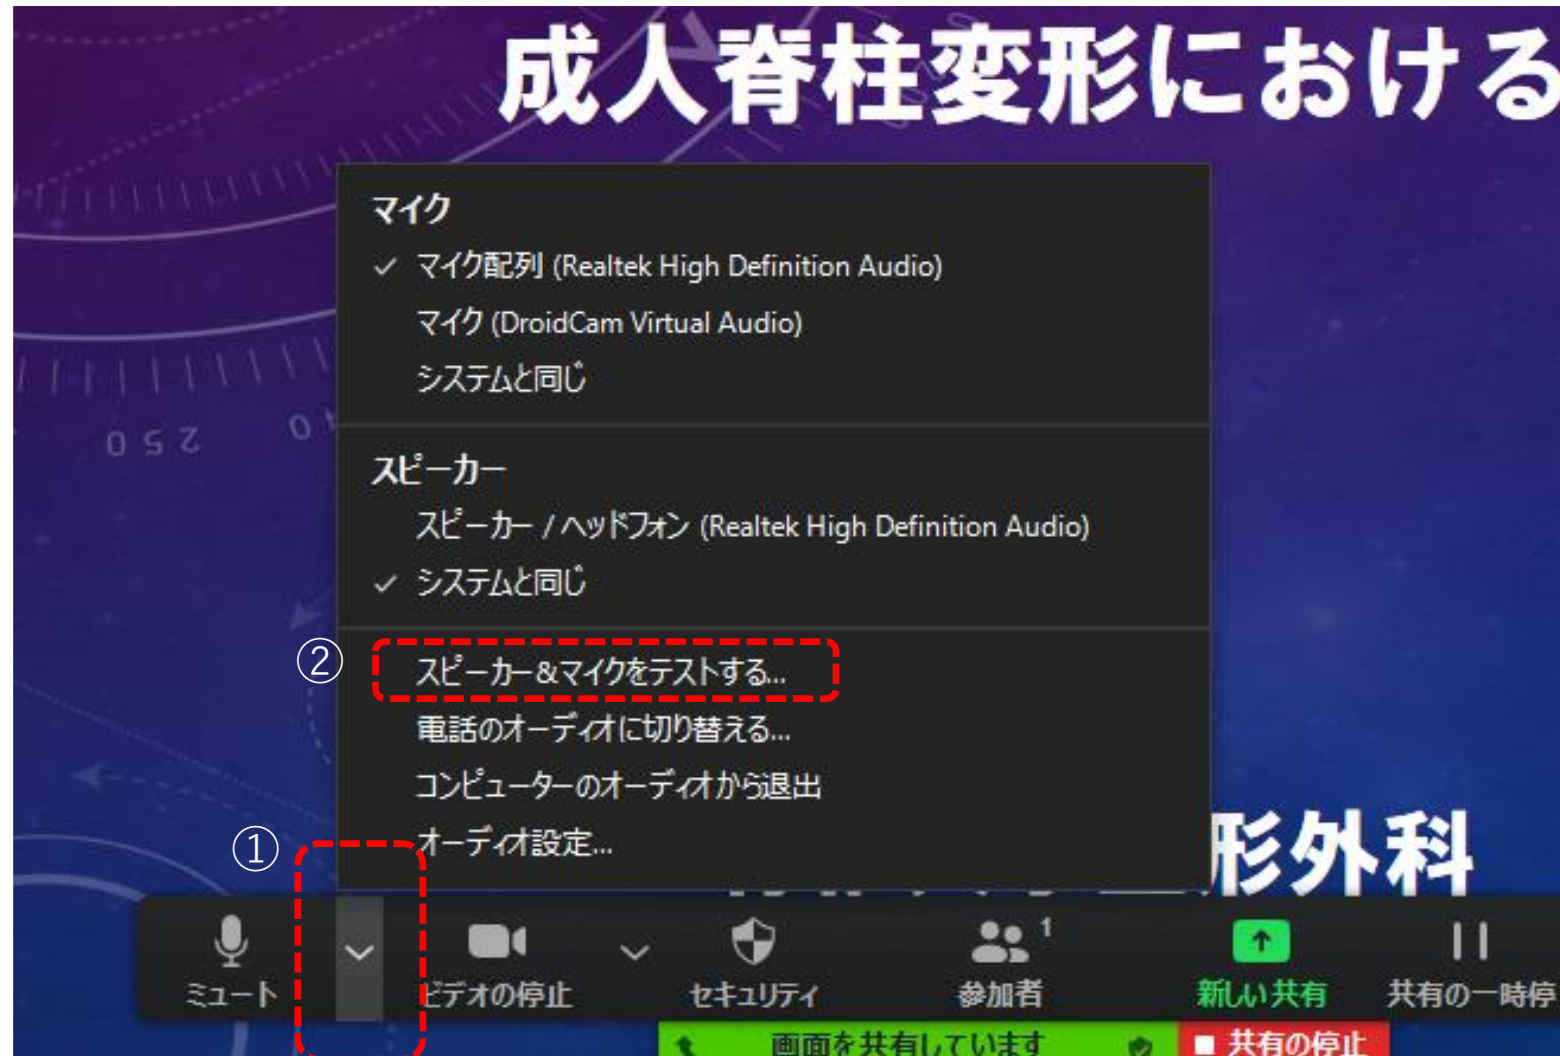 成人脊柱変形における
マイク
マイク配列 (Realtek High Definition Audio)
マイク (DroidCam Virtual Audio)
システムと同じ
250
スピーカー
スピーカー / ヘッドフォン (Realtek High Definition Audio)
システムと同じ
②
スピーカー&マイクをテストする...
電話のオーディオに切り替える...
コンピューターのオーディオから退出
①
オーディオ設定...
形外科
1
ミュート
ビデオの停止
セキュリティ
参加者
新しい共有
共有の一時停
画面を共有しています
共有の停止